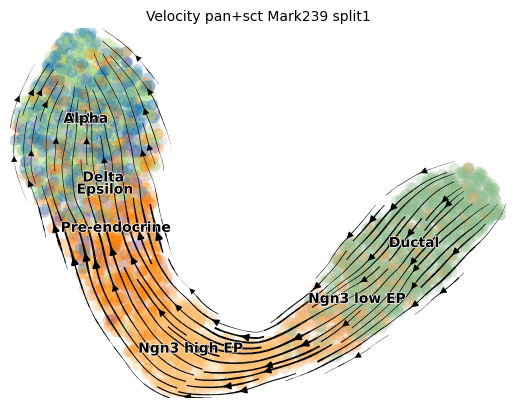 Velocity pan+sct Mark239 split1
Alpha
Delta
Epsilon
Pre-endocrine
Ductal
Ngn3 low EP
Ngn3 high EP